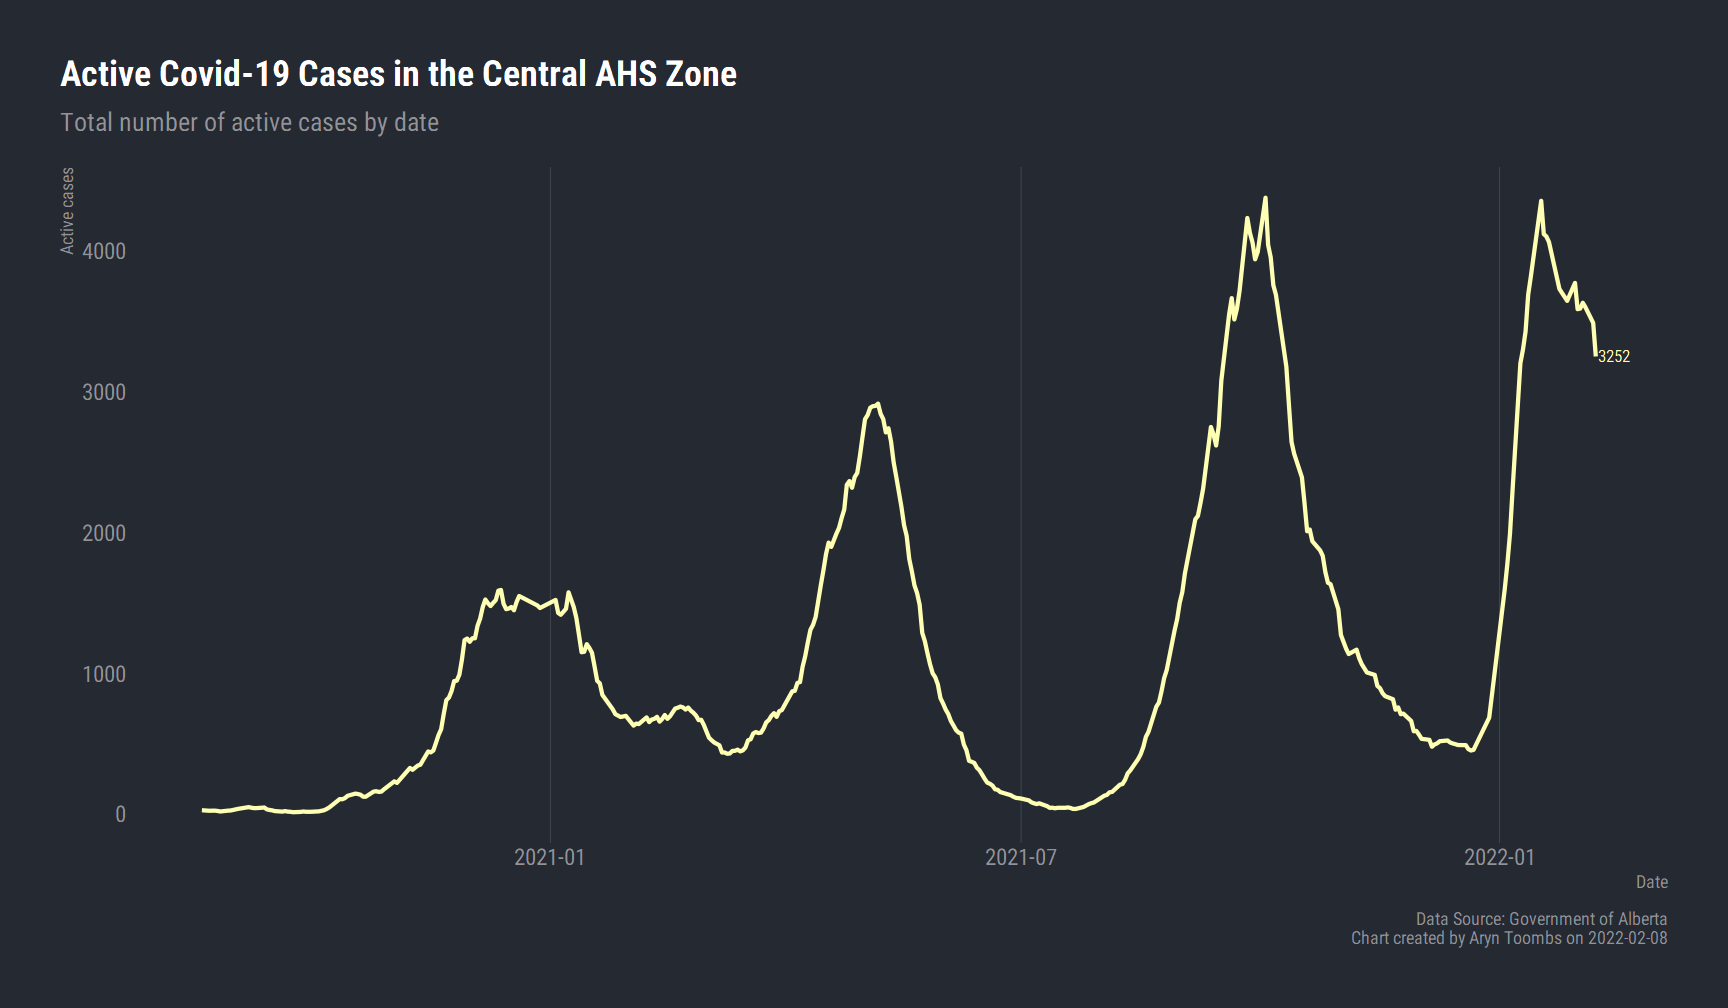 Active Covid-19 Cases in the Central AHS Zone
Total number of active cases by date
Active cases
4000
3000
2000
1000
0
3252
2021-01
2021-07
2022-01
Date
Data Source: Government of Alberta
Chart created by Aryn Toombs on 2022-02-08